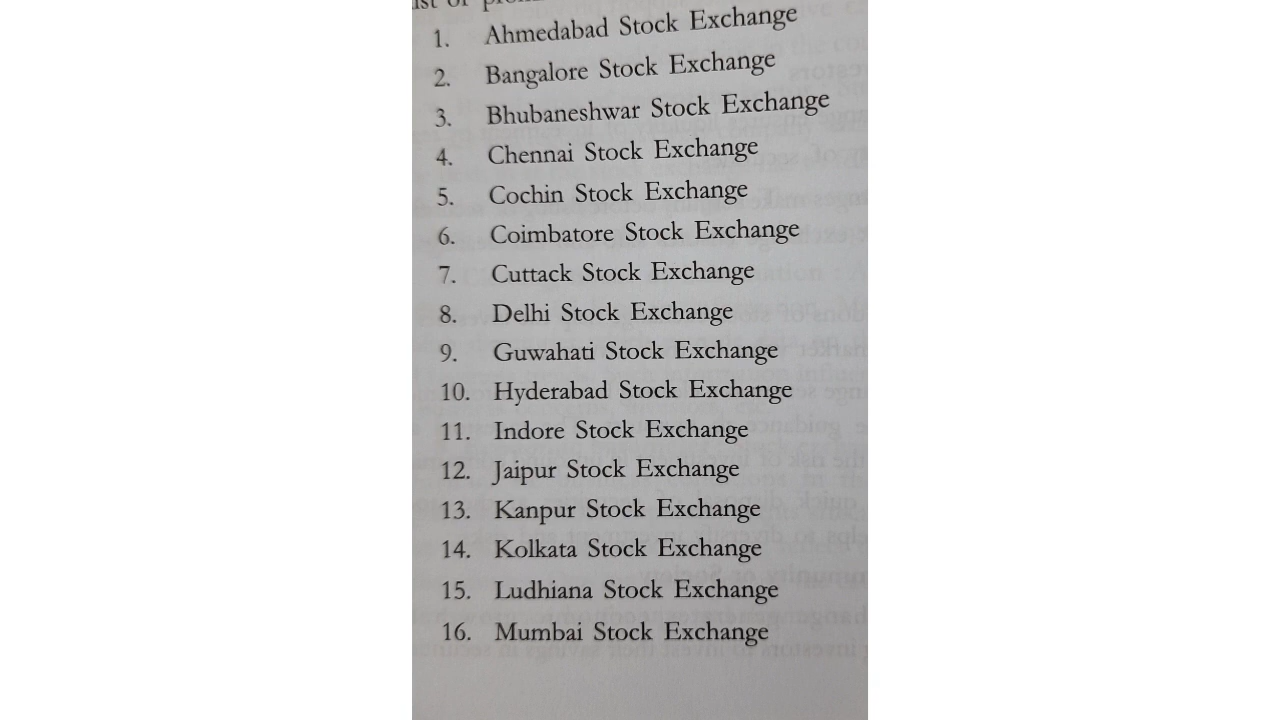 1. Ahmedabad Stock Exchange
2. Bangalore Stock Exchange
3. Bhubaneshwar Stock Exchange
4. Chennai Stock Exchange
5. Cochin Stock Exchange
6. Coimbatore Stock Exchange
7. Cuttack Stock Exchange
8. Delhi Stock Exchange
9. Guwahati Stock Exchange
10. Hyderabad Stock Exchange
11. Indore Stock Exchange
12. Jaipur Stock Exchange
13. Kanpur Stock Exchange
14. Kolkata Stock Exchange
15. Ludhiana Stock Exchange
16. Mumbai Stock Exchange